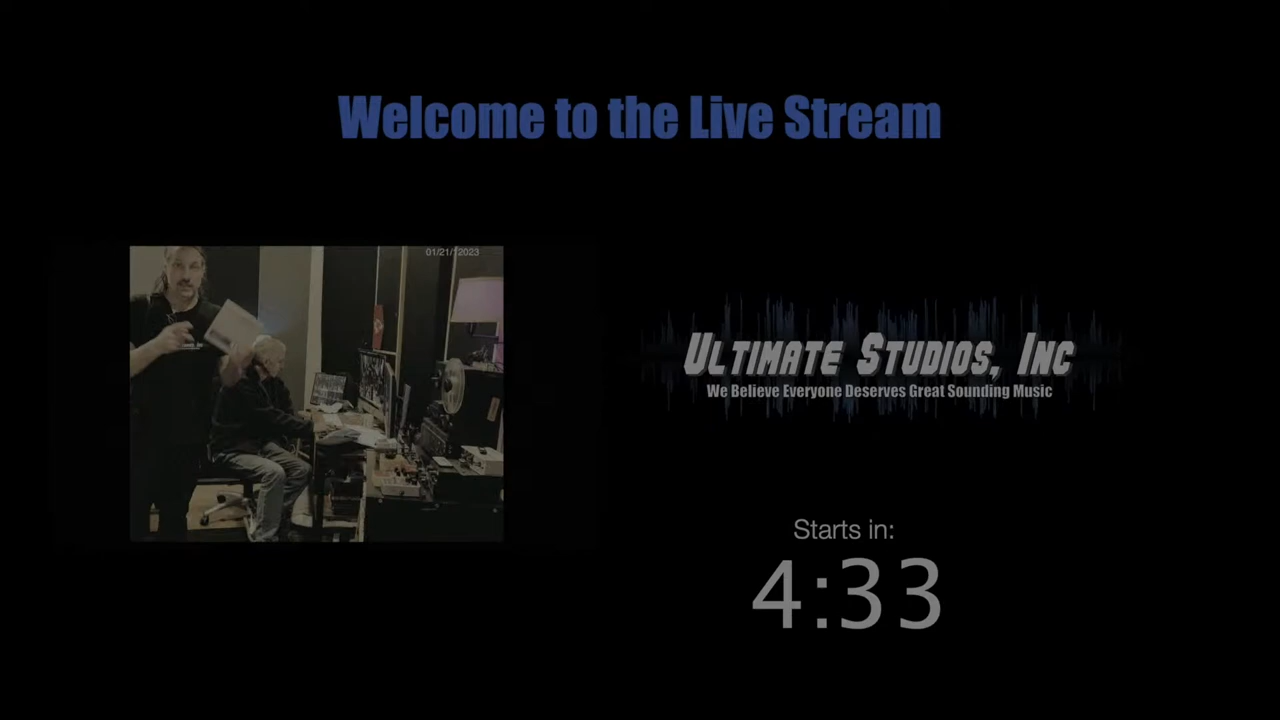 Welcome to the Live Stream
01/21/12023
Ultimate Studios, Inc
We Believe Everyone Deserves Great Sounding Music
Starts in:
4:33